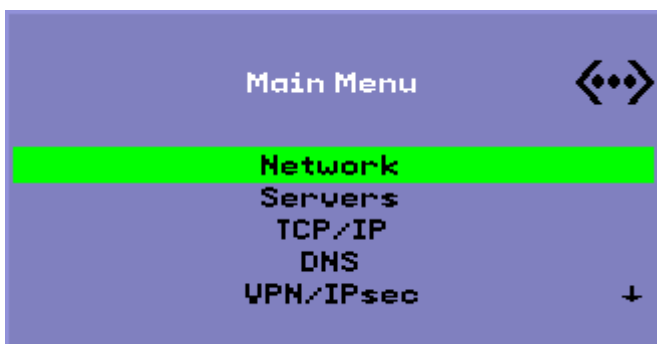 Main Menu
Network
Servers
TCP/IP
DNS
VPN/IPsec